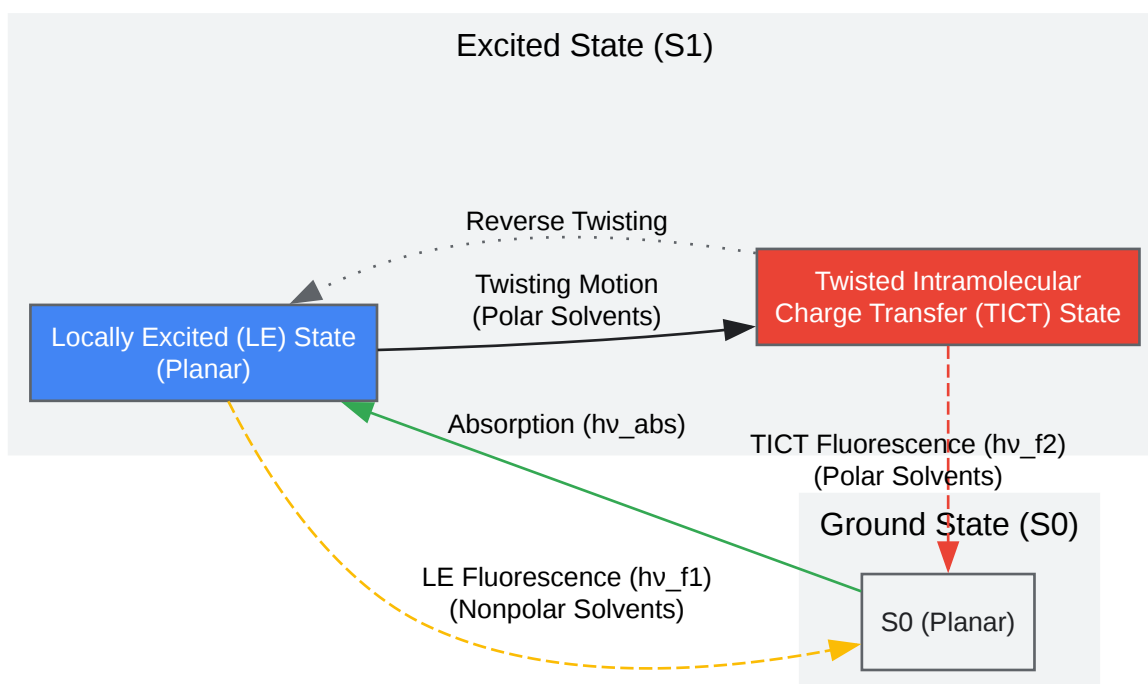 Excited State (S1)
Reverse Twisting
Twisting Motion
(Polar Solvents)
Twisted Intramolecular
Charge Transfer (TICT) State
Locally Excited (LE) State
(Planar)
Absorption (hν_abs)
TICT Fluorescence (hν_f2)
(Polar Solvents)
Ground State (S0)
LE Fluorescence (hν_f1)
(Nonpolar Solvents)
S0 (Planar)